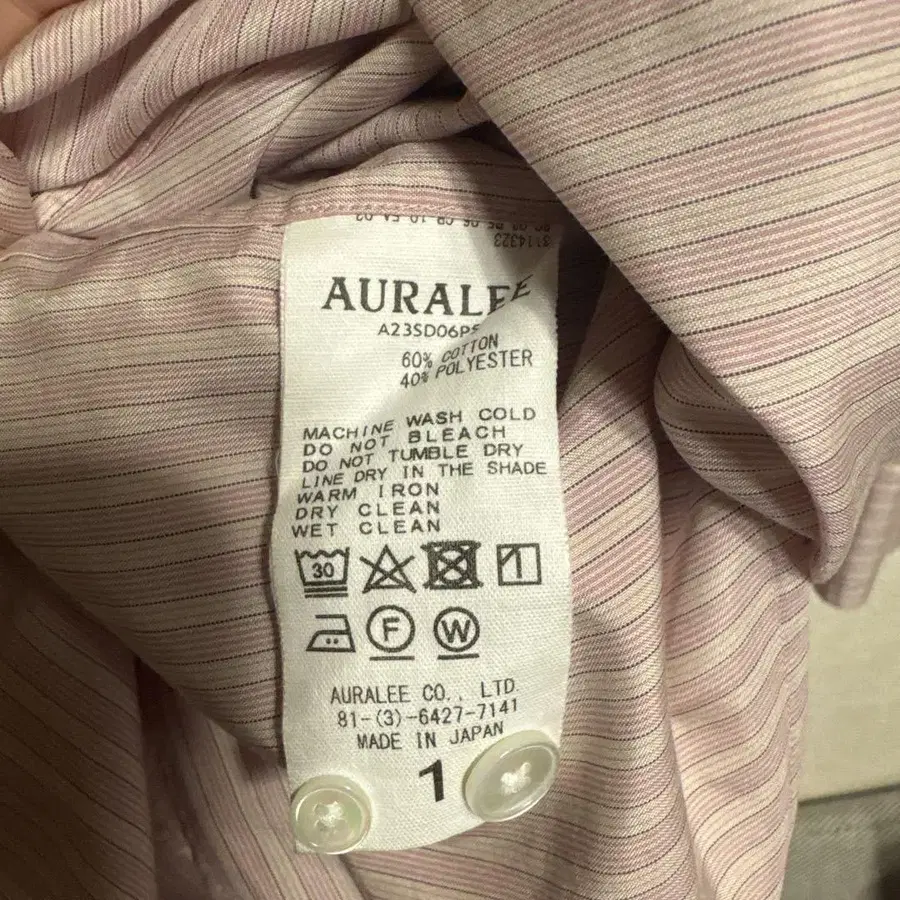 3114323
AURALEE
A23SD06PS
60% COTTON
40% POLYESTER
MACHINE WASH COLD
DO NOT BLEACH
DO NOT TUMBLE DRY
LINE DRY IN THE SHADE
WARM IRON
DRY CLEAN
WET CLEAN
30
F W
AURALEE CO., LTD.
81-(3)-6427-7141
MADE IN JAPAN
1